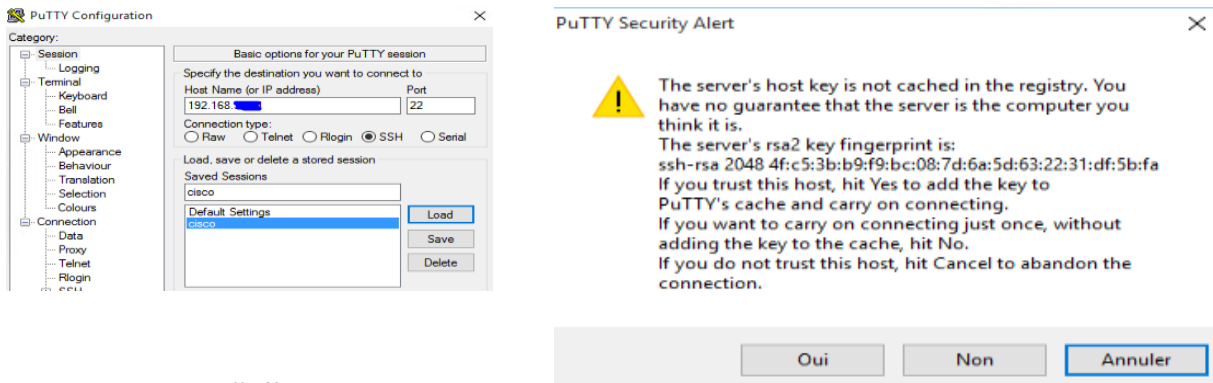 PuTTY Configuration
Category:
Session
Logging
Terminal
Keyboard
Bell
Features
Window
Appearance
Behaviour
Translation
Selection
Colours
Connection
Data
Proxy
Telnet
Rlogin
SSH
Basic options for your PuTTY session
Specify the destination you want to connect to
Host Name (or IP address) Port
192.168. 22
Connection type:
Raw Telnet Rlogin SSH Serial
Load, save or delete a stored session
Saved Sessions
cisco
Default Settings
cisco
Load
Save
Delete
PuTTY Security Alert
The server's host key is not cached in the registry. You
have no guarantee that the server is the computer you
think it is.
The server's rsa2 key fingerprint is:
ssh-rsa 2048 4f:c5:3b:b9:f9:bc:08:7d:6a:5d:63:22:31:df:5b:fa
If you trust this host, hit Yes to add the key to
PuTTY's cache and carry on connecting.
If you want to carry on connecting just once, without
adding the key to the cache, hit No.
If you do not trust this host, hit Cancel to abandon the
connection.
Oui Non Annuler